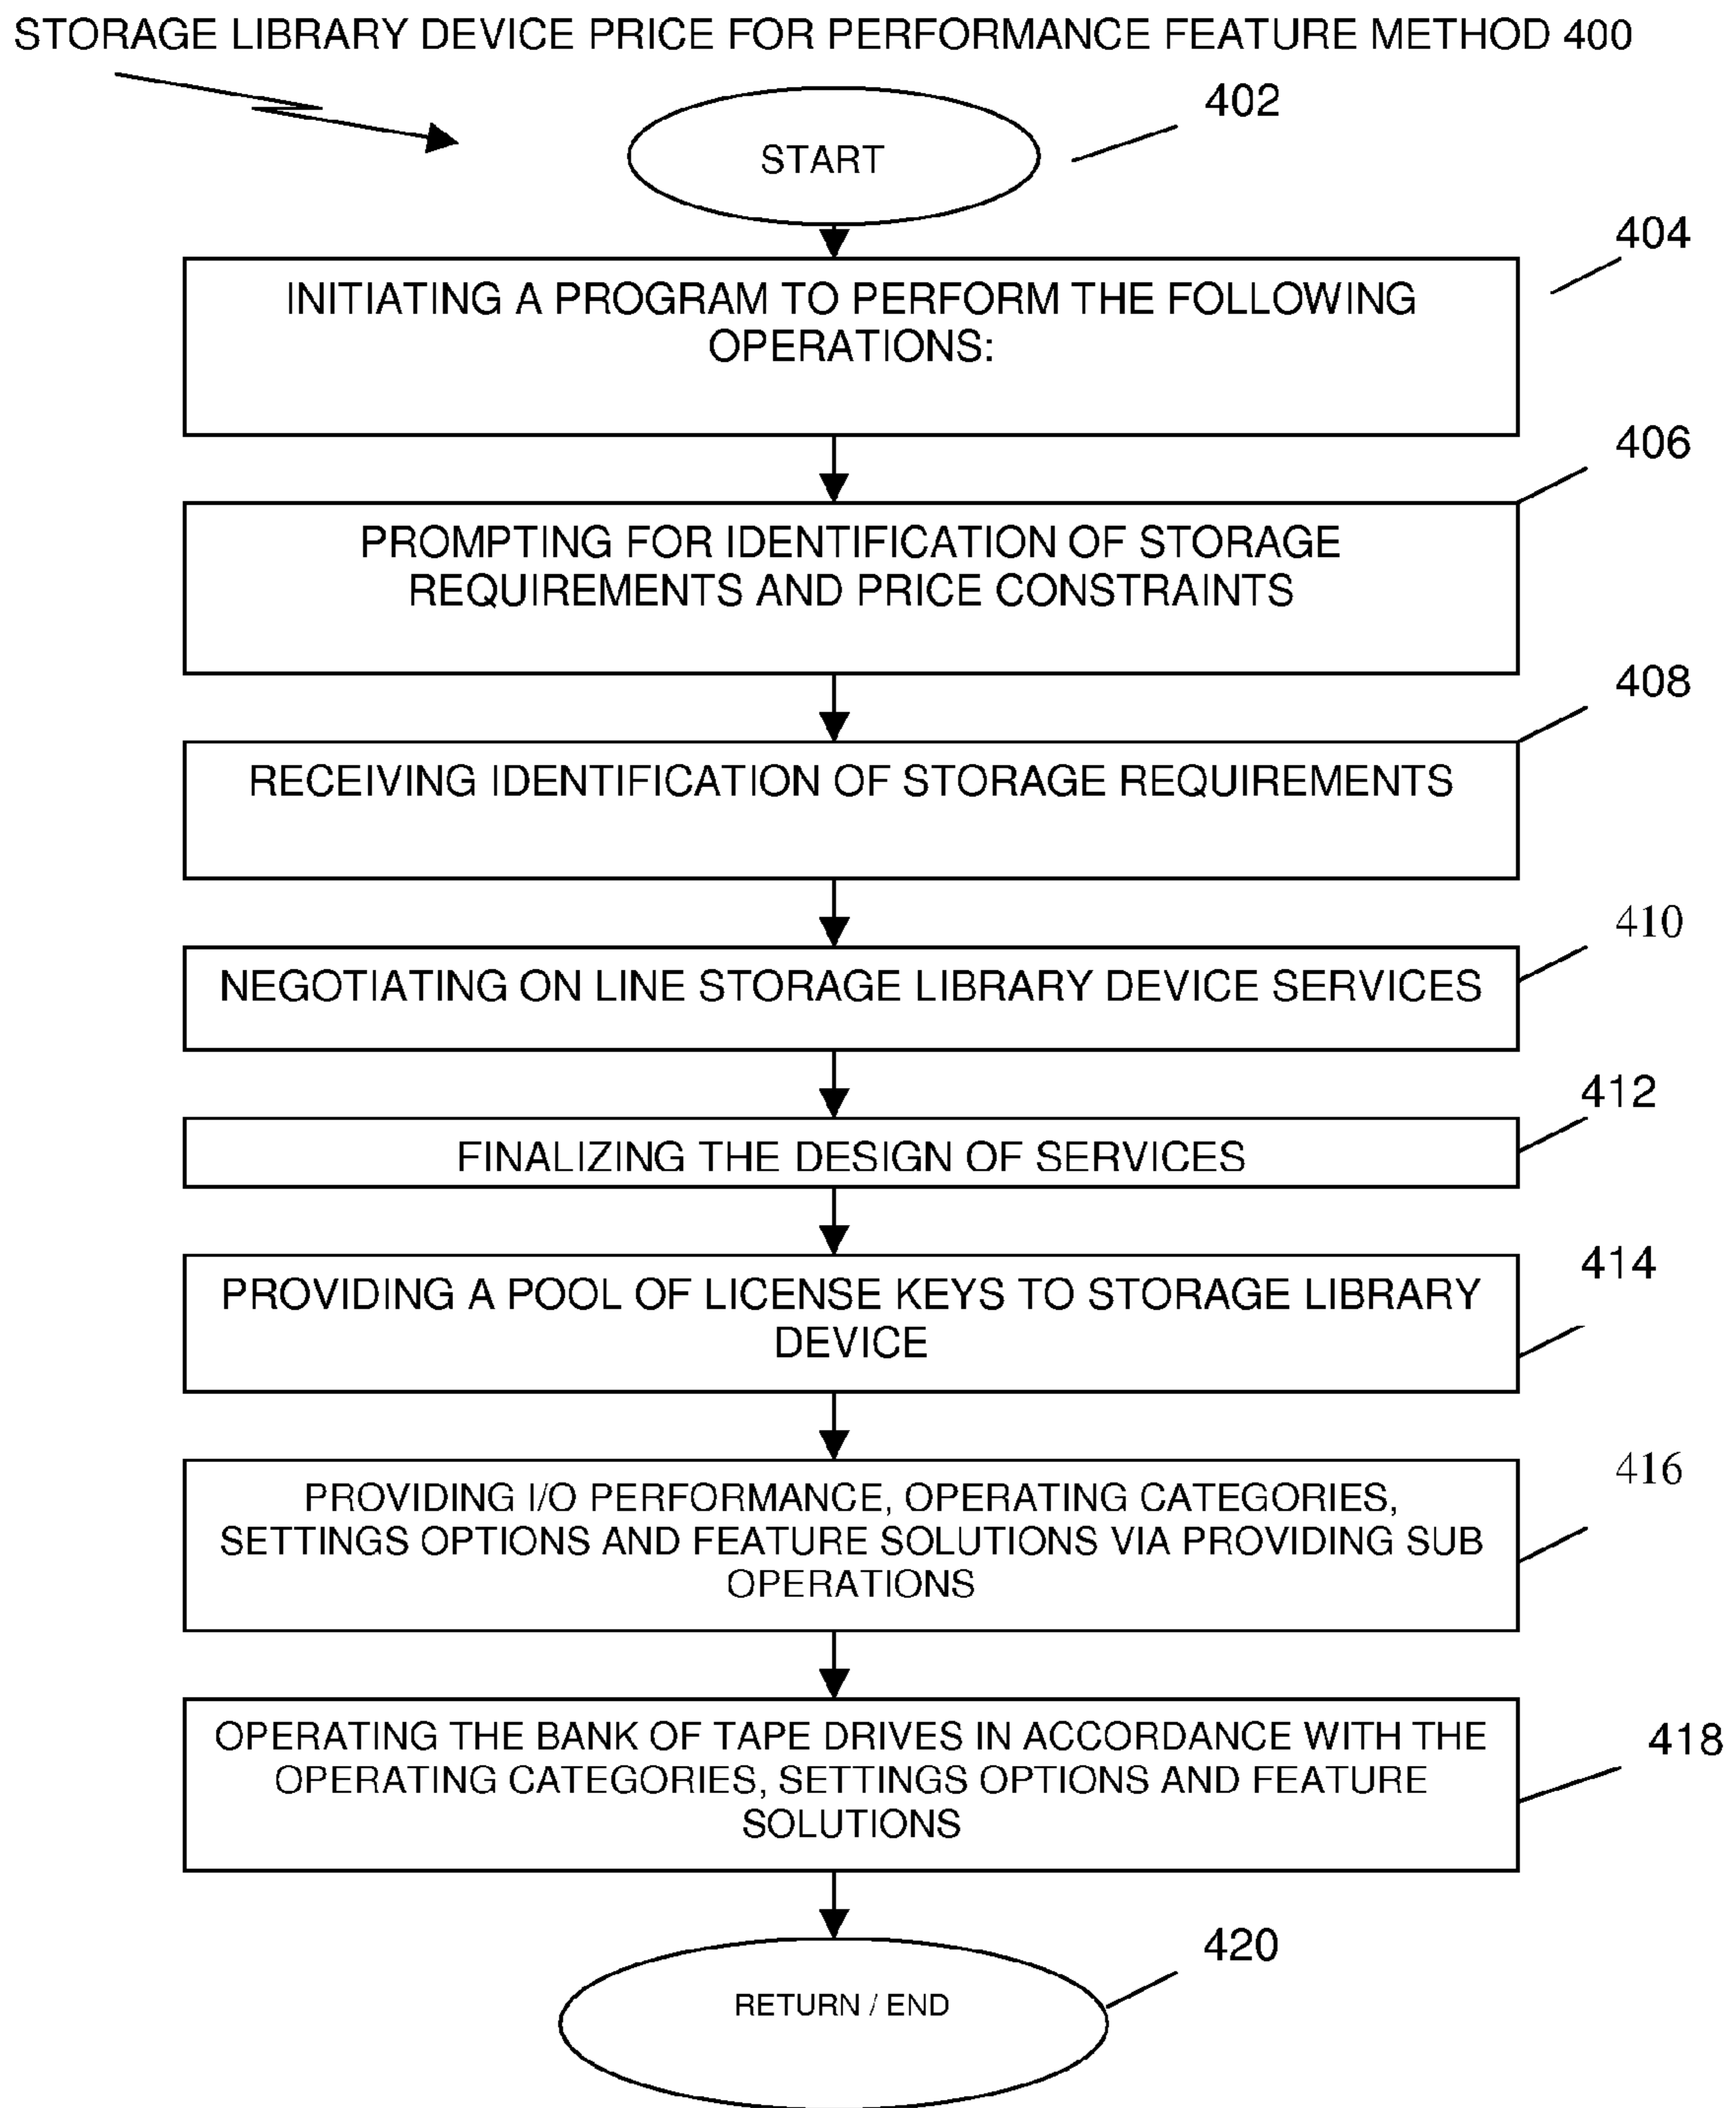 STORAGE LIBRARY DEVICE PRICE FOR PERFORMANCE FEATURE METHOD 400
402
START
404
INITIATING A PROGRAM TO PERFORM THE FOLLOWING
OPERATIONS:
406
PROMPTING FOR IDENTIFICATION OF STORAGE
REQUIREMENTS AND PRICE CONSTRAINTS
408
RECEIVING IDENTIFICATION OF STORAGE REQUIREMENTS
410
NEGOTIATING ON LINE STORAGE LIBRARY DEVICE SERVICES
412
FINALIZING THE DESIGN OF SERVICES
414
PROVIDING A POOL OF LICENSE KEYS TO STORAGE LIBRARY
DEVICE
416
PROVIDING I/O PERFORMANCE, OPERATING CATEGORIES,
SETTINGS OPTIONS AND FEATURE SOLUTIONS VIA PROVIDING SUB
OPERATIONS
418
OPERATING THE BANK OF TAPE DRIVES IN ACCORDANCE WITH THE
OPERATING CATEGORIES, SETTINGS OPTIONS AND FEATURE
SOLUTIONS
420
RETURN / END